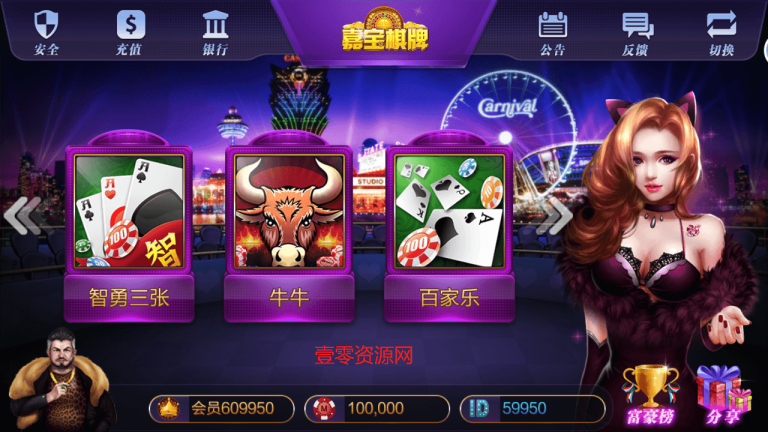 安全
充值
银行
嘉宝棋牌
公告
反馈
切换
Carnival
STUDIO
A
A
A
100
智
A
100
智勇三张
牛牛
百家乐
壹零资源网
会员609950
100,000
ID 59950
富豪榜
分享